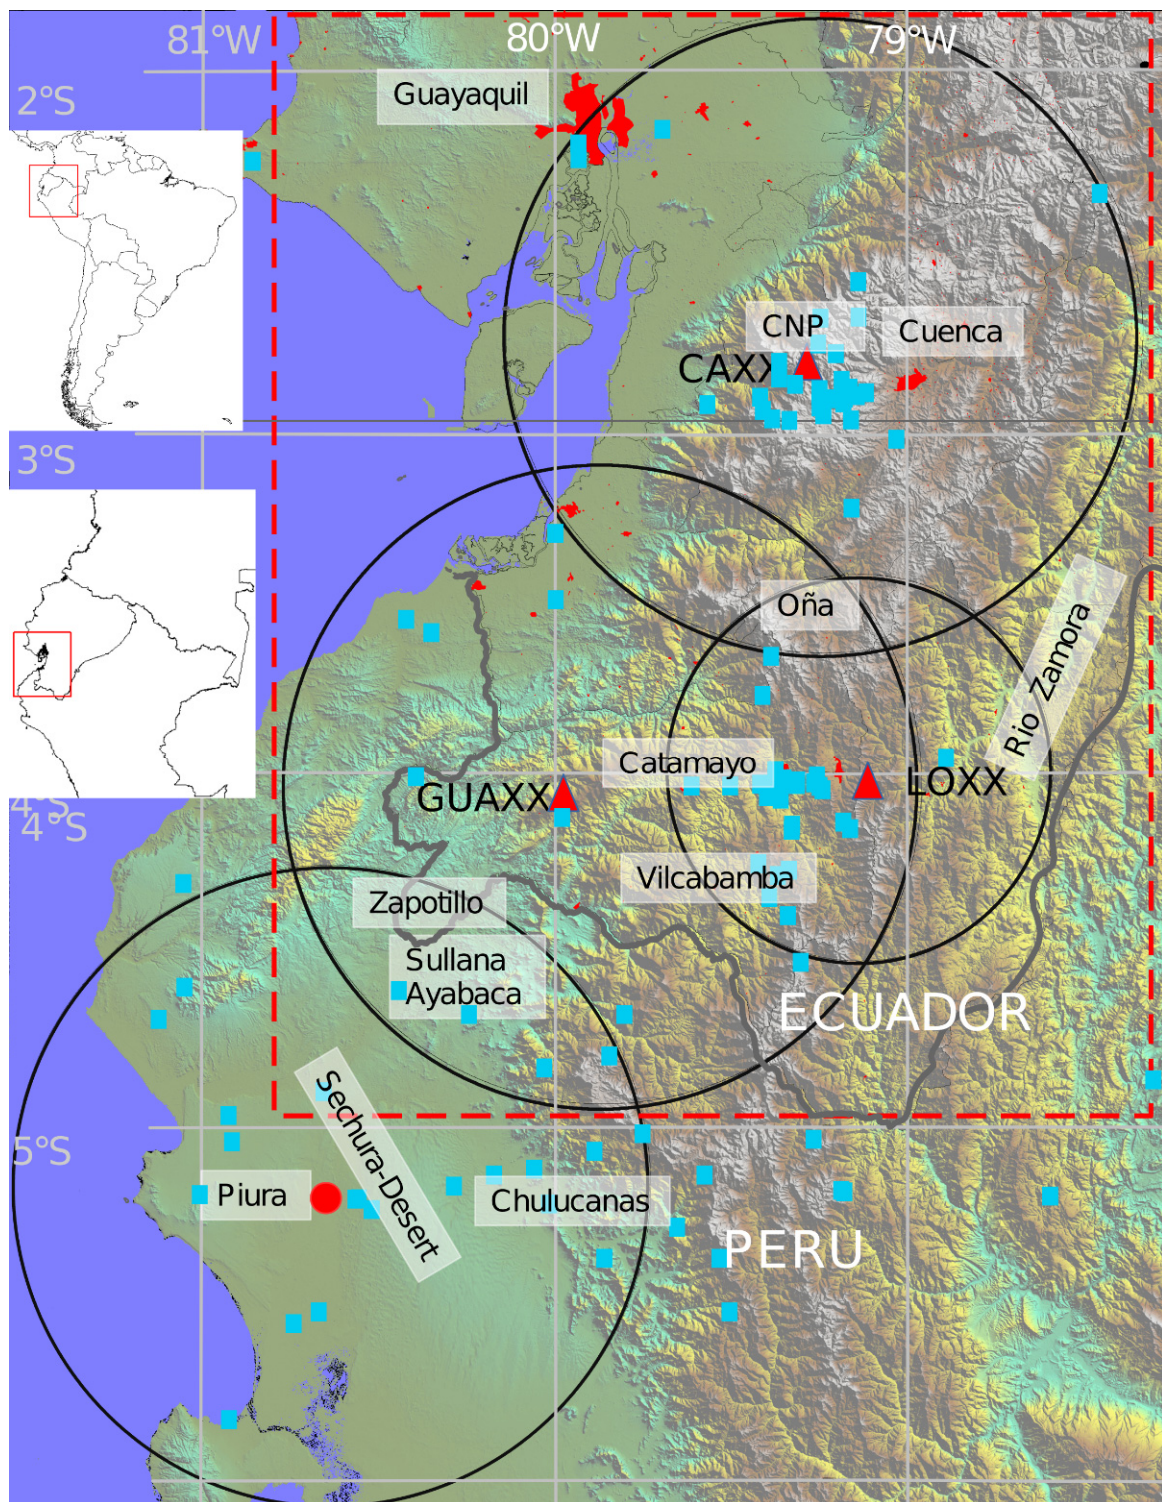 81°W
80°W
79°W
2°S
Guayaquil
CNP
Cuenca
CAXX
3°S
Oña
Rio Zamora
Catamayo
GUAXX
LOXX
4°S
4°S
Vilcabamba
Zapotillo
Sullana
Ayabaca
ECUADOR
Sechura-Desert
5°S
Piura
Chulucanas
PERU